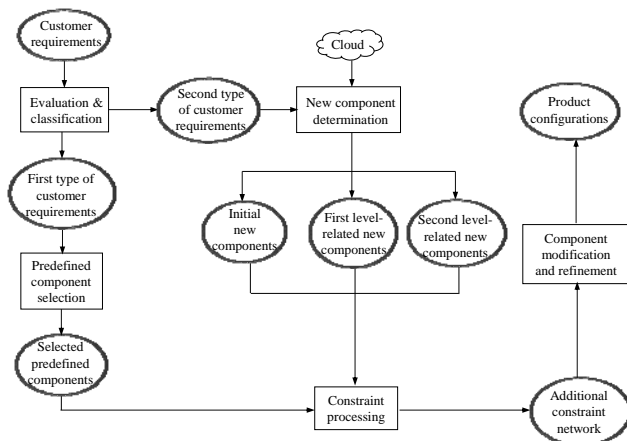 Customer
requirements
Cloud
Evaluation &
classification
Second type
of customer
requirements
New component
determination
Product
configurations
First type of
customer
requirements
Initial
new
components
First level-
related new
components
Second level-
related new
components
Predefined
component
selection
Component
modification
and refinement
Selected
predefined
components
Constraint
processing
Additional
constraint
network